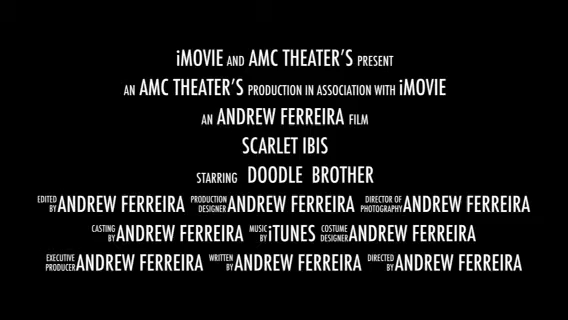 iMOVIE AND AMC THEATER'S PRESENT
AN AMC THEATER'S PRODUCTION IN ASSOCIATION WITH iMOVIE
AN ANDREW FERREIRA FILM
SCARLET IBIS
STARRING DOODLE BROTHER
EDITED BY ANDREW FERREIRA PRODUCTION DESIGNER ANDREW FERREIRA DIRECTOR OF PHOTOGRAPHY ANDREW FERREIRA
CASTING BY ANDREW FERREIRA MUSIC BY iTUNES COSTUME DESIGNER ANDREW FERREIRA
EXECUTIVE PRODUCER ANDREW FERREIRA WRITTEN BY ANDREW FERREIRA DIRECTED BY ANDREW FERREIRA